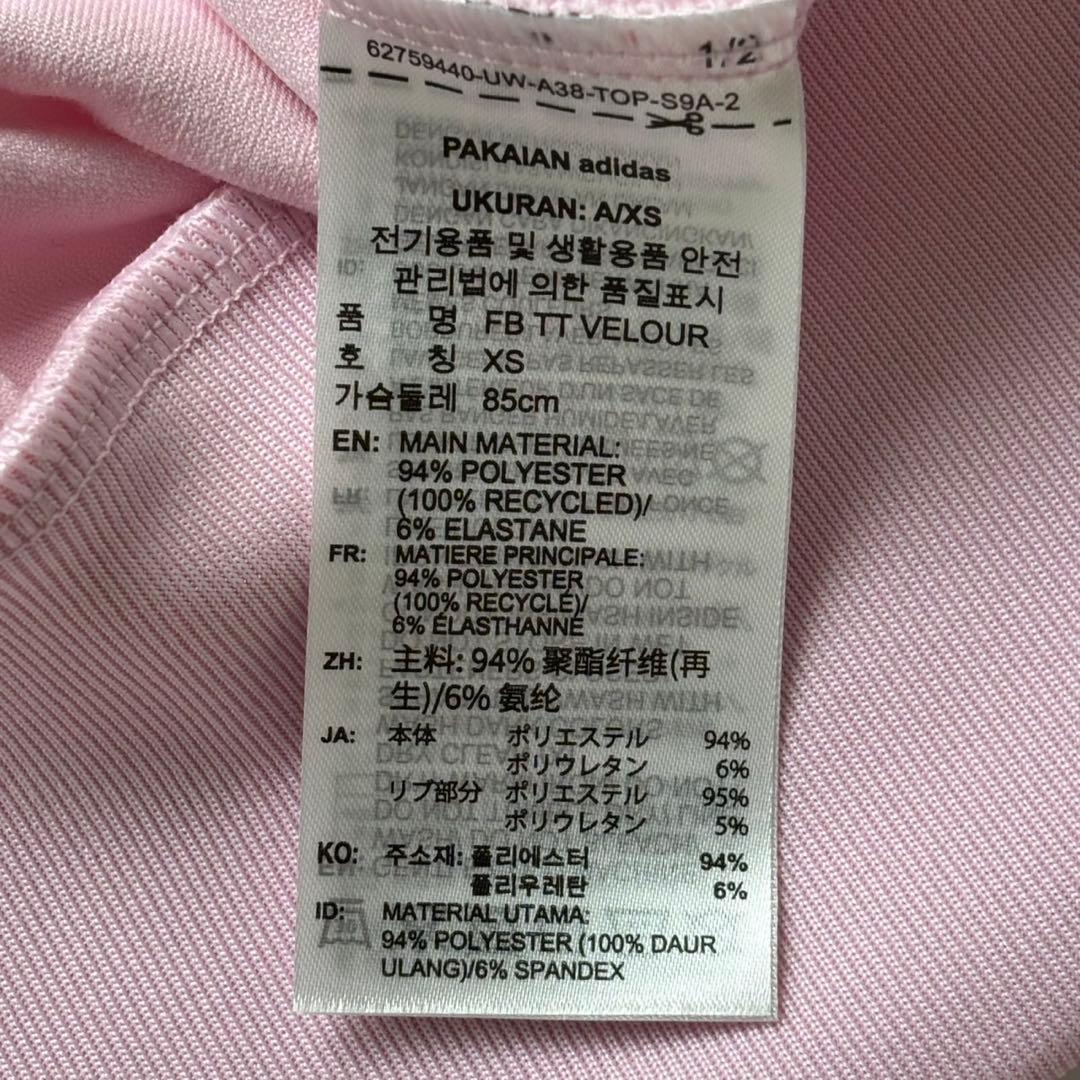 1/2
62759440-UW-A38-TOP-S9A-2
PAKAIAN adidas
UKURAN: A/XS
전기용품 및 생활용품 안전
관리법에 의한 품질표시
품 명 FB TT VELOUR
호 칭 XS
가슴둘레 85cm
EN: MAIN MATERIAL:
94% POLYESTER
(100% RECYCLED)/
6% ELASTANE
FR: MATIERE PRINCIPALE:
94% POLYESTER
(100% RECYCLÉ)/
6% ÉLASTHANNE
ZH: 主料: 94% 聚酯纤维(再
生)/6% 氨纶
JA: 本体 ポリエステル 94%
ポリウレタン 6%
リブ部分 ポリエステル 95%
ポリウレタン 5%
KO: 주소재: 폴리에스터 94%
폴리우레탄 6%
ID: MATERIAL UTAMA:
94% POLYESTER (100% DAUR
ULANG)/6% SPANDEX